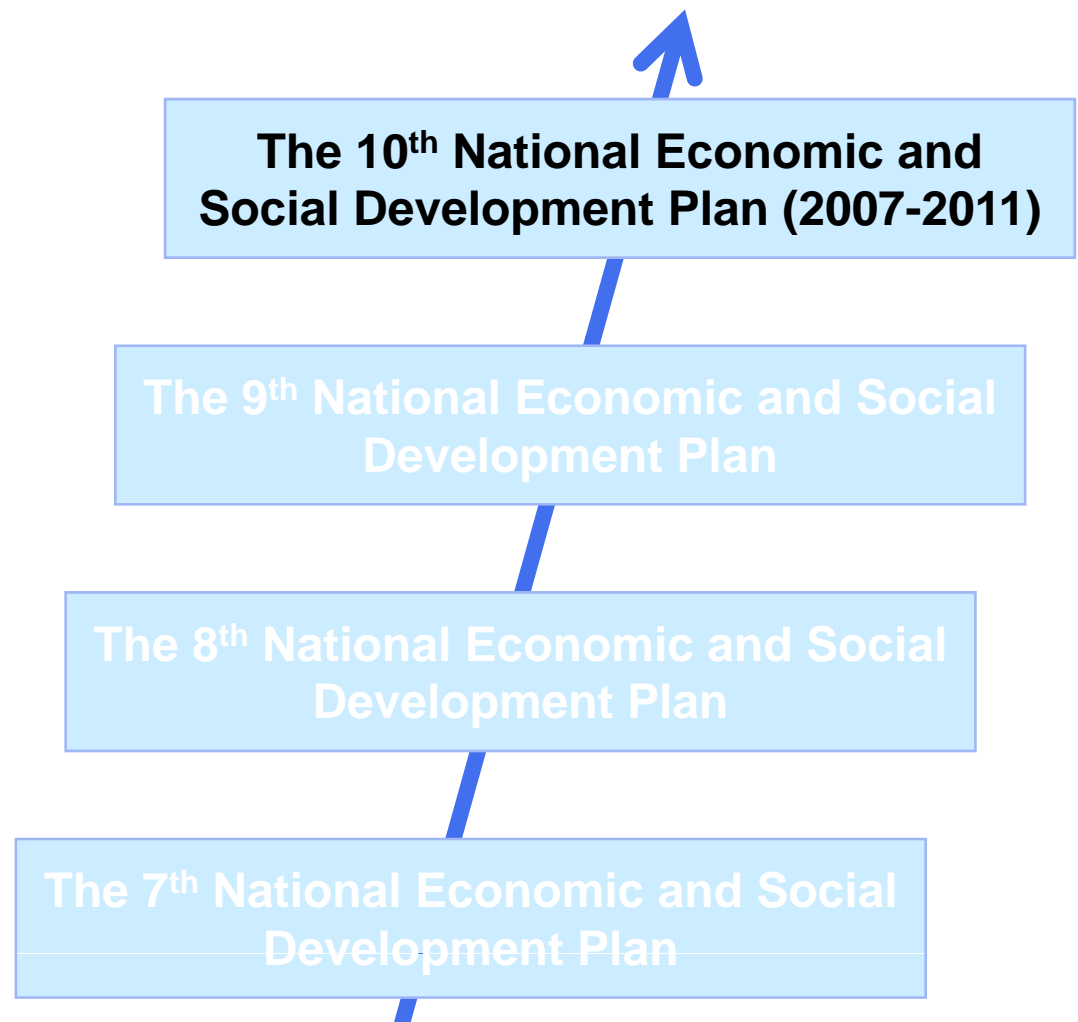 The 10th National Economic and
Social Development Plan (2007-2011)
The 9th National Economic and Social
Development Plan
The 8th National Economic and Social
Development Plan
The 7th National Economic and Social
Development Plan